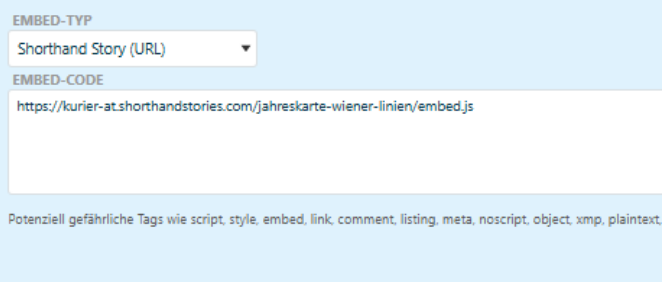 EMBED-TYP
Shorthand Story (URL)
EMBED-CODE
https://kurier-at.shorthandstories.com/jahreskarte-wiener-linien/embed.js
Potenziell gefährliche Tags wie script, style, embed, link, comment, listing, meta, noscript, object, xmp, plaintext,